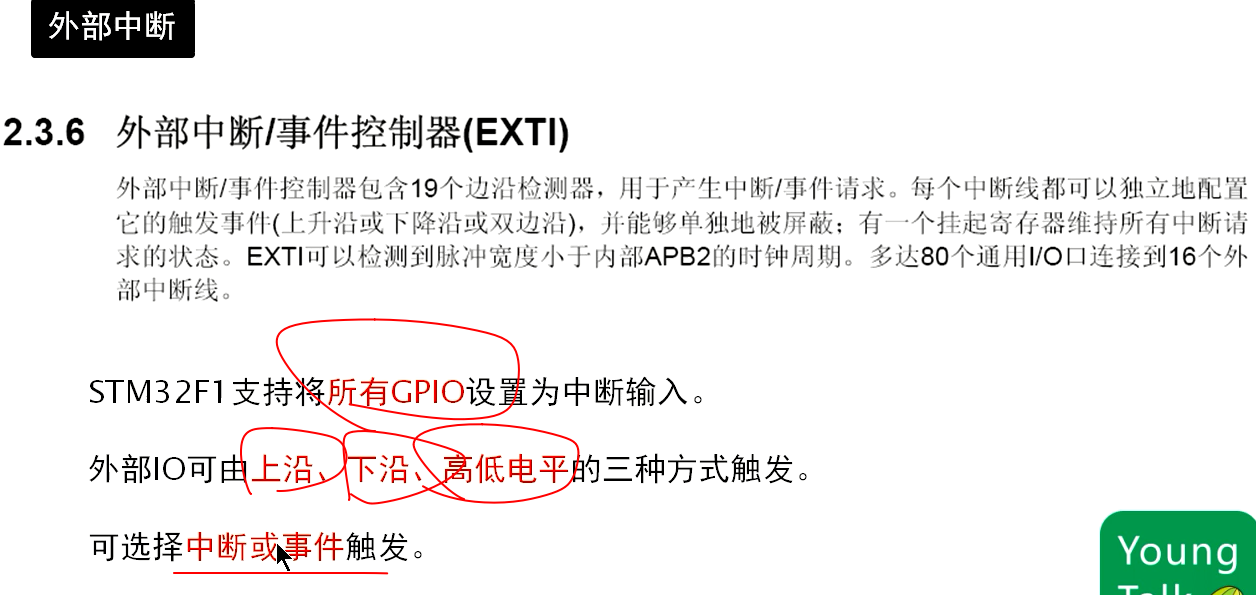 外部中断
2.3.6 外部中断/事件控制器(EXTI)
外部中断/事件控制器包含19个边沿检测器，用于产生中断/事件请求。每个中断线都可以独立地配置
它的触发事件(上升沿或下降沿或双边沿)，并能够单独地被屏蔽；有一个挂起寄存器维持所有中断请
求的状态。EXTI可以检测到脉冲宽度小于内部APB2的时钟周期。多达80个通用I/O口连接到16个外
部中断线。
STM32F1支持将所有GPIO设置为中断输入。
外部IO可由上沿、下沿、高低电平的三种方式触发。
可选择中断或事件触发。
Young
Talk